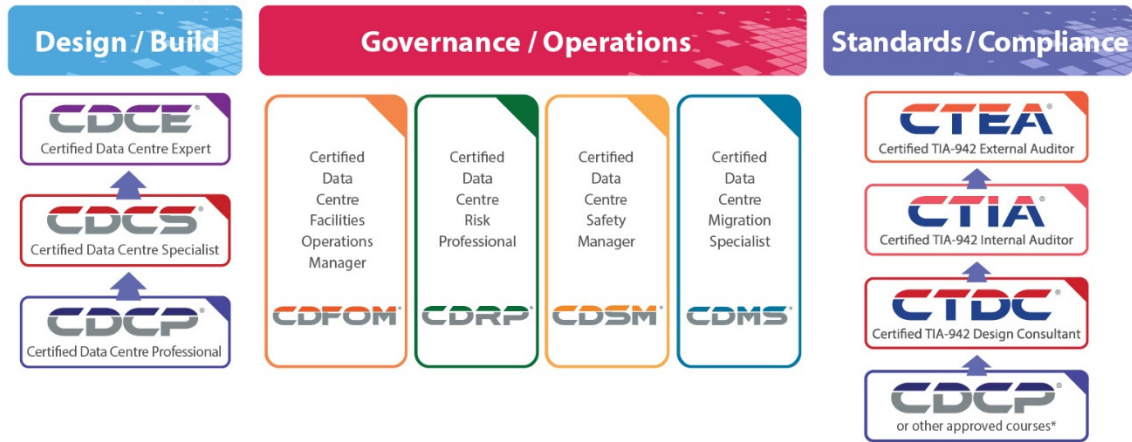 Design / Build
CDCE®
Certified Data Centre Expert
CDCS®
Certified Data Centre Specialist
CDCP®
Certified Data Centre Professional
Governance / Operations
Certified
Data
Centre
Facilities
Operations
Manager
CDFOM®
Certified
Data
Centre
Risk
Professional
CDRP®
Certified
Data
Centre
Safety
Manager
CDSM®
Certified
Data
Centre
Migration
Specialist
CDMS®
Standards / Compliance
CTEA®
Certified TIA-942 External Auditor
CTIA®
Certified TIA-942 Internal Auditor
CTDC®
Certified TIA-942 Design Consultant
CDCP®
or other approved courses*